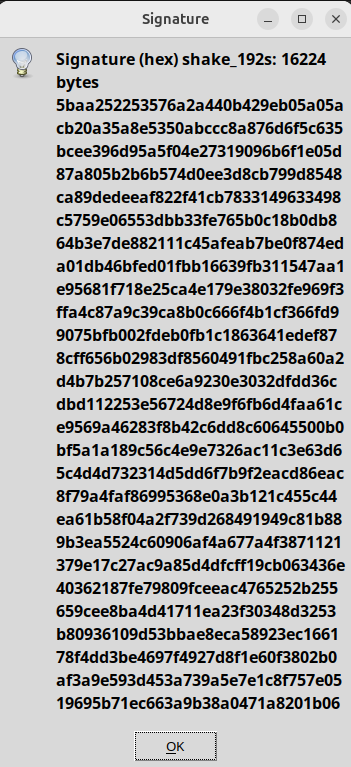 Signature
Signature (hex) shake_192s: 16224
bytes
5baa252253576a2a440b429eb05a05a
cb20a35a8e5350abccc8a876d6f5c635
bcee396d95a5f04e27319096b6f1e05d
87a805b2b6b574d0ee3d8cb799d8548
ca89dedeeaf822f41cb7833149633498
c5759e06553dbb33fe765b0c18b0db8
64b3e7de882111c45afeab7be0f874ed
a01db46bfed01fbb16639fb311547aa1
e95681f718e25ca4e179e38032fe969f3
ffa4c87a9c39ca8b0c666f4b1cf366fd9
9075bfb002fdeb0fb1c1863641edef87
8cff656b02983df8560491fbc258a60a2
d4b7b257108ce6a9230e3032dfdd36c
dbd112253e56724d8e9f6fb6d4faa61c
e9569a46283f8b42c6dd8c60645500b0
bf5a1a189c56c4e9e7326ac11c3e63d6
5c4d4d732314d5dd6f7b9f2eacd86eac
8f79a4faf86995368e0a3b121c455c44
ea61b58f04a2f739d268491949c81b88
9b3ea5524c60906af4a677a4f3871121
379e17c27ac9a85d4dfcff19cb063436e
40362187fe79809fceeac4765252b255
659cee8ba4d41711ea23f30348d3253
b80936109d53bbae8eca58923ec1661
78f4dd3be4697f4927d8f1e60f3802b0
af3a9e593d453a739a5e7e1c8f757e05
19695b71ec663a9b38a0471a8201b06
OK